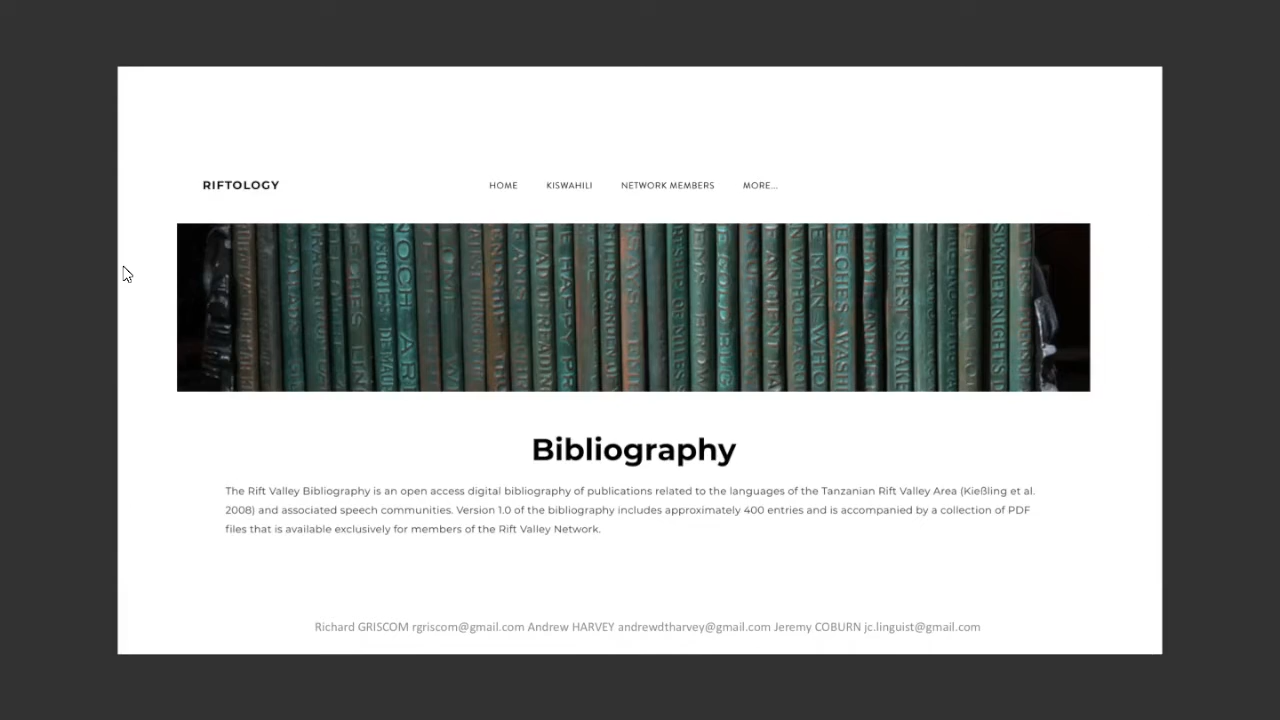 RIFTOLOGY
HOME KISWAHILI NETWORK MEMBERS MORE...
Bibliography
The Rift Valley Bibliography is an open access digital bibliography of publications related to the languages of the Tanzanian Rift Valley Area (Kießling et al.
2008) and associated speech communities. Version 1.0 of the bibliography includes approximately 400 entries and is accompanied by a collection of PDF
files that is available exclusively for members of the Rift Valley Network.
Richard GRISCOM rgriscom@gmail.com Andrew HARVEY andrewdtharvey@gmail.com Jeremy COBURN jc.linguist@gmail.com